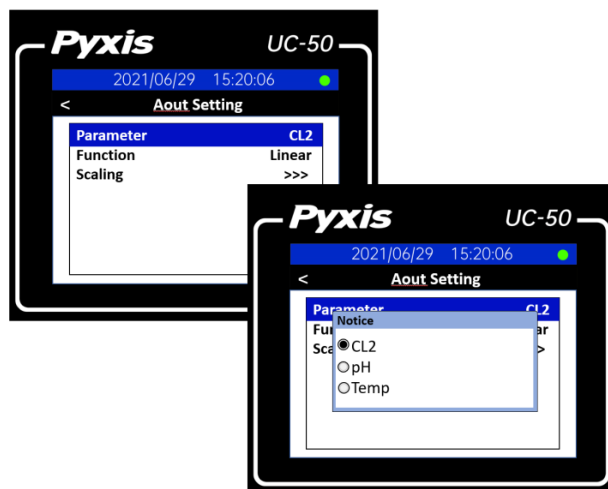 Pyxis UC-50
2021/06/29 15:20:06
< Aout Setting
Parameter CL2
Function Linear
Scaling >>>
Pyxis UC-50
2021/06/29 15:20:06
< Aout Setting
Parameter CL2
Notice
CL2
pH
Temp